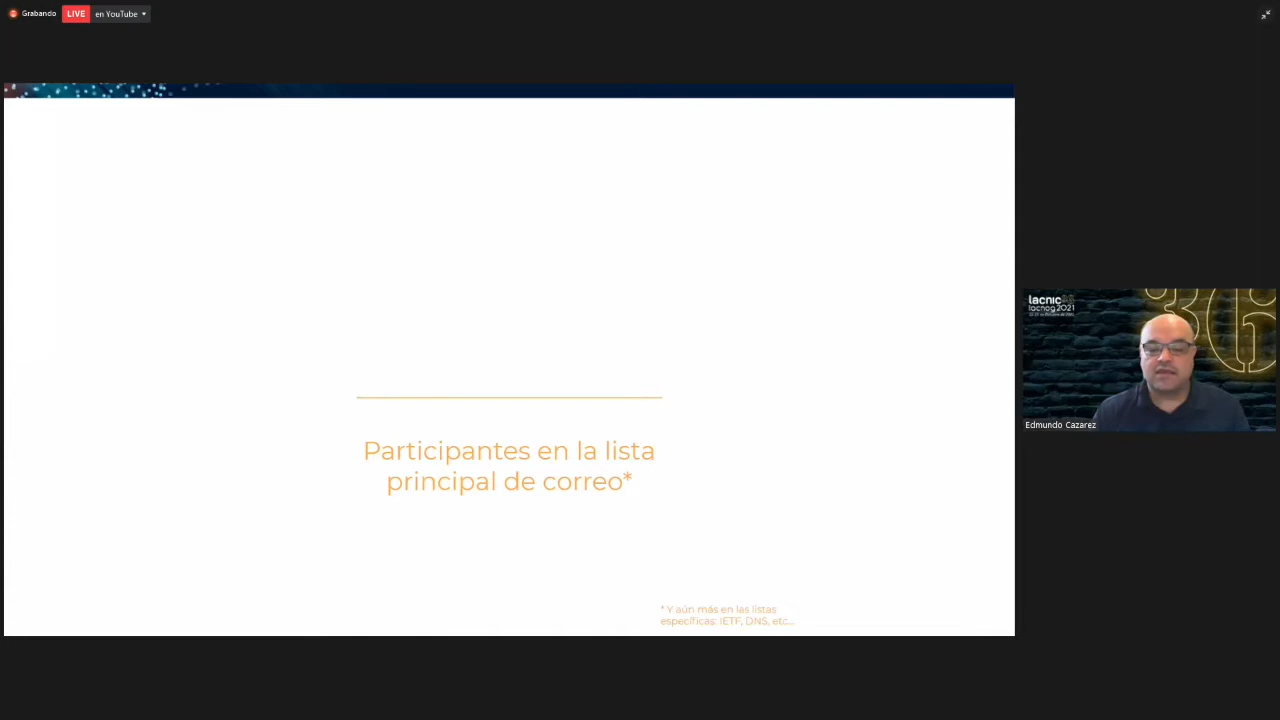 Grabando
LIVE
en YouTube
Participantes en la lista
principal de correo*
* Y aún más en las listas
específicas: IETF, DNS, etc...
lacnic36
lacnog 2021
Edmundo Cazarez